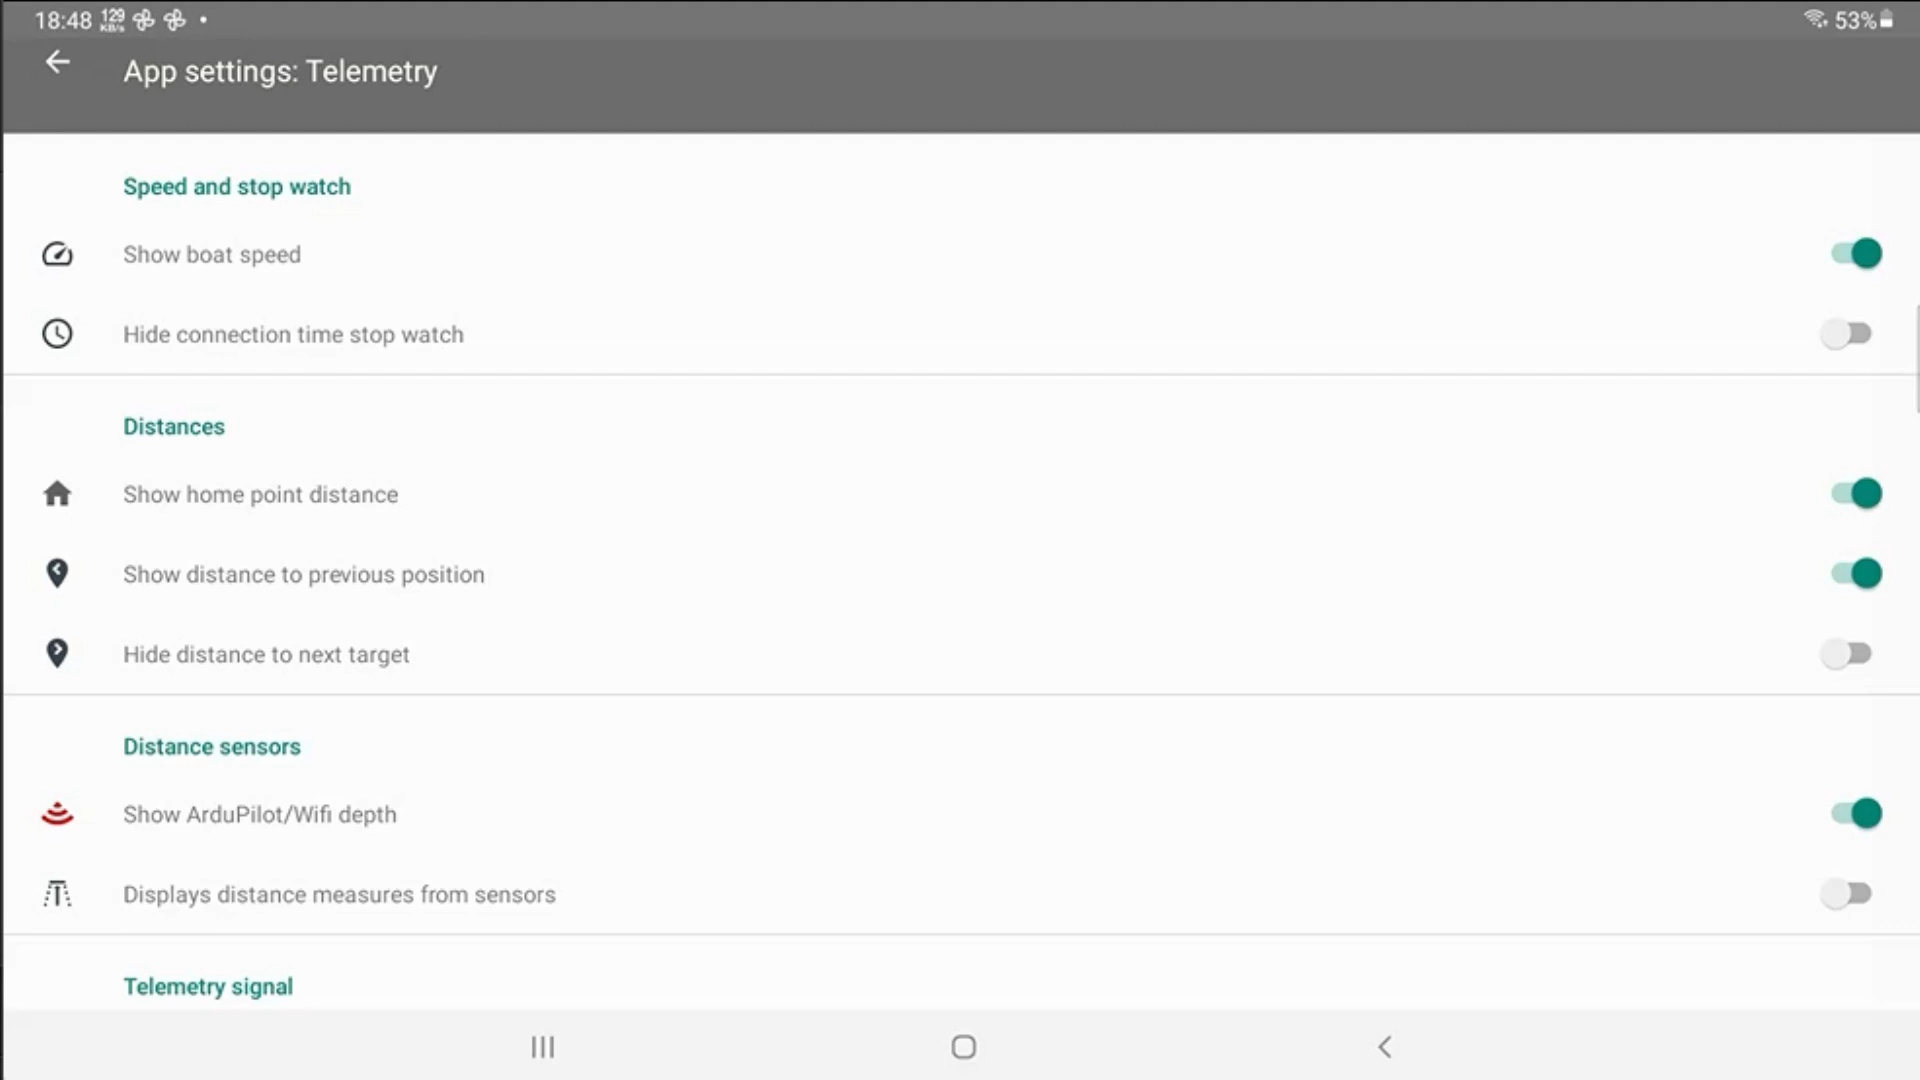 18:48 129 KB/s 53%
App settings: Telemetry
Speed and stop watch
Show boat speed
Hide connection time stop watch
Distances
Show home point distance
Show distance to previous position
Hide distance to next target
Distance sensors
Show ArduPilot/Wifi depth
Displays distance measures from sensors
Telemetry signal